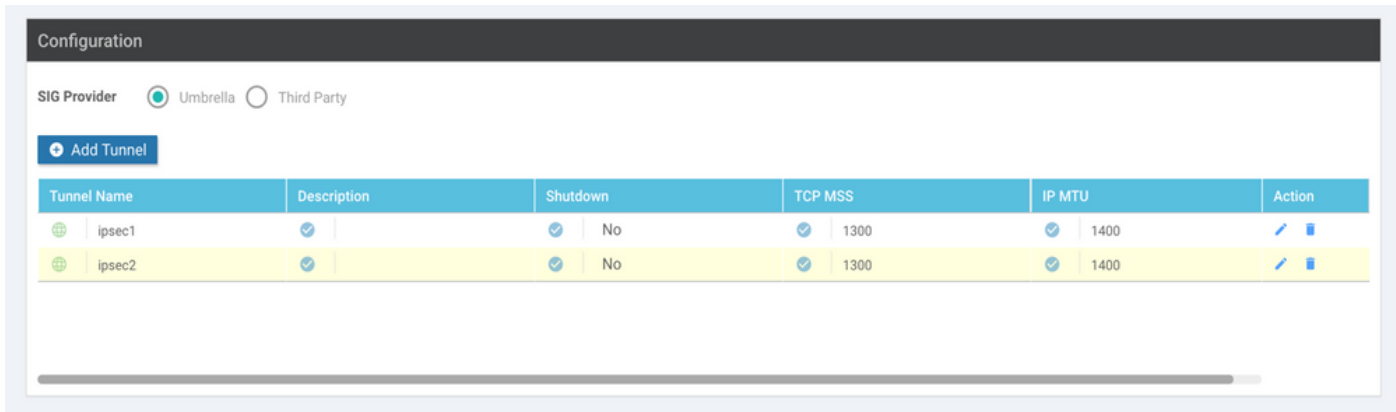 Configuration
SIG Provider Umbrella Third Party
Add Tunnel
Tunnel Name Description Shutdown TCP MSS IP MTU Action
ipsec1 No 1300 1400
ipsec2 No 1300 1400